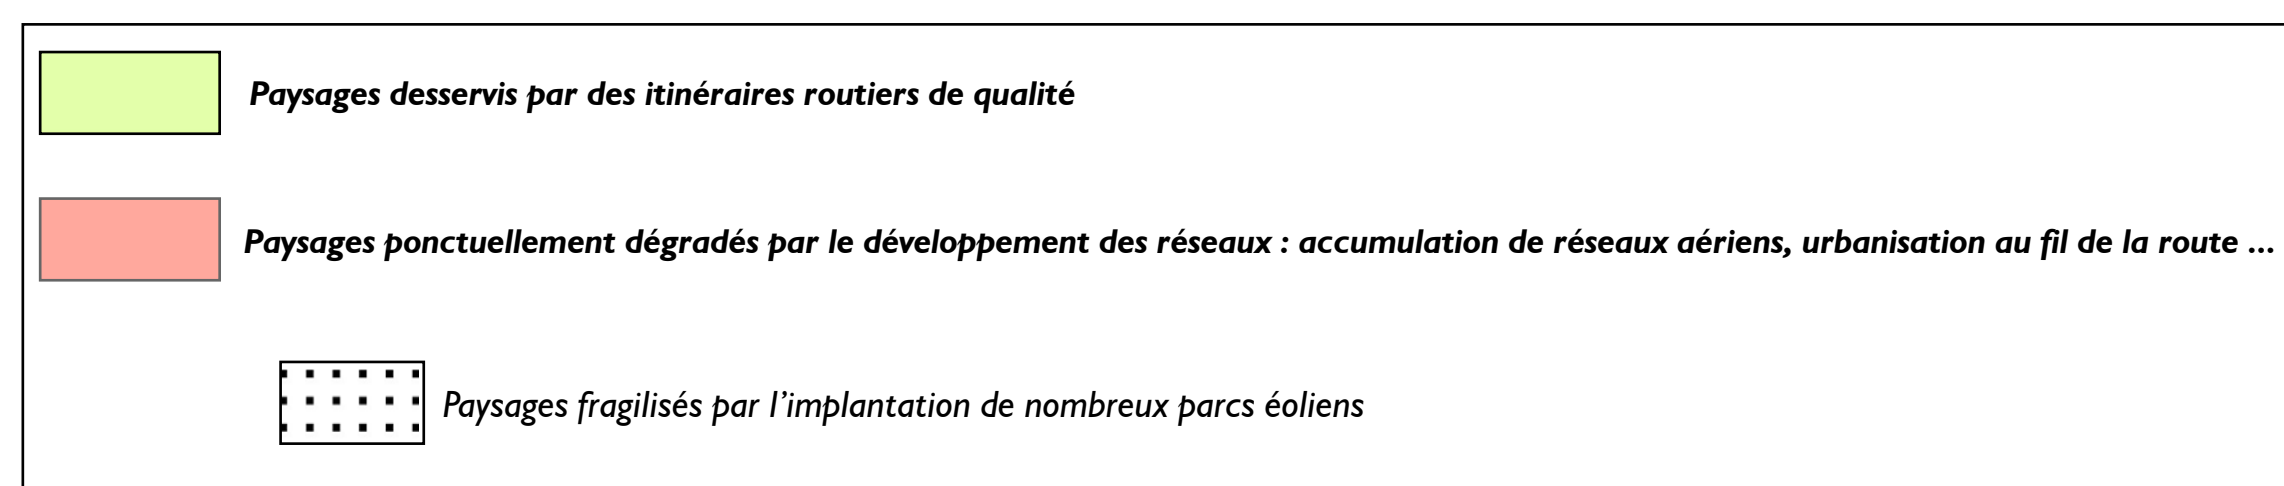 Paysages desservis par des itinéraires routiers de qualité
Paysages ponctuellement dégradés par le développement des réseaux : accumulation de réseaux aériens, urbanisation au fil de la route ...
Paysages fragilisés par l’implantation de nombreux parcs éoliens